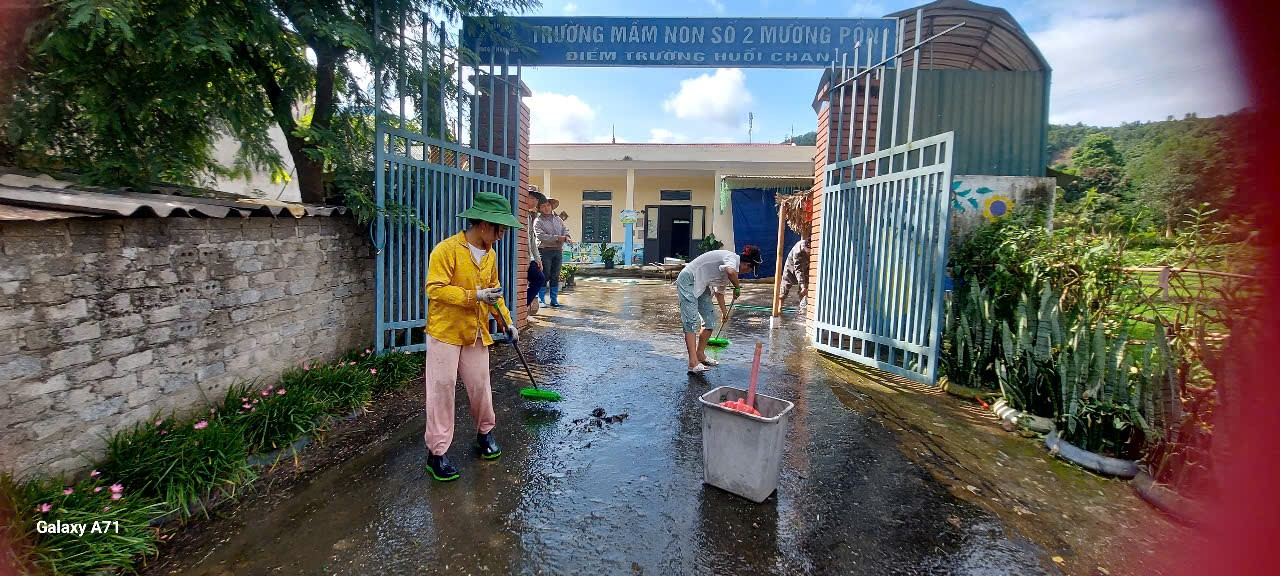 TRƯỜNG MẦM NON SỐ 2 MƯỜNG PỒN
ĐIỂM TRƯỜNG HUỔI CHAN
Galaxy A71